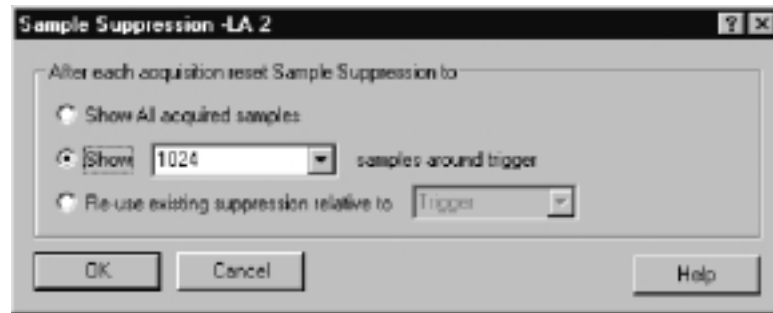 Sample Suppression -LA 2
After each acquisition reset Sample Suppression to
Show All acquired samples
Show 1024 samples around trigger
Re-use existing suppression relative to Trigger
OK Cancel Help